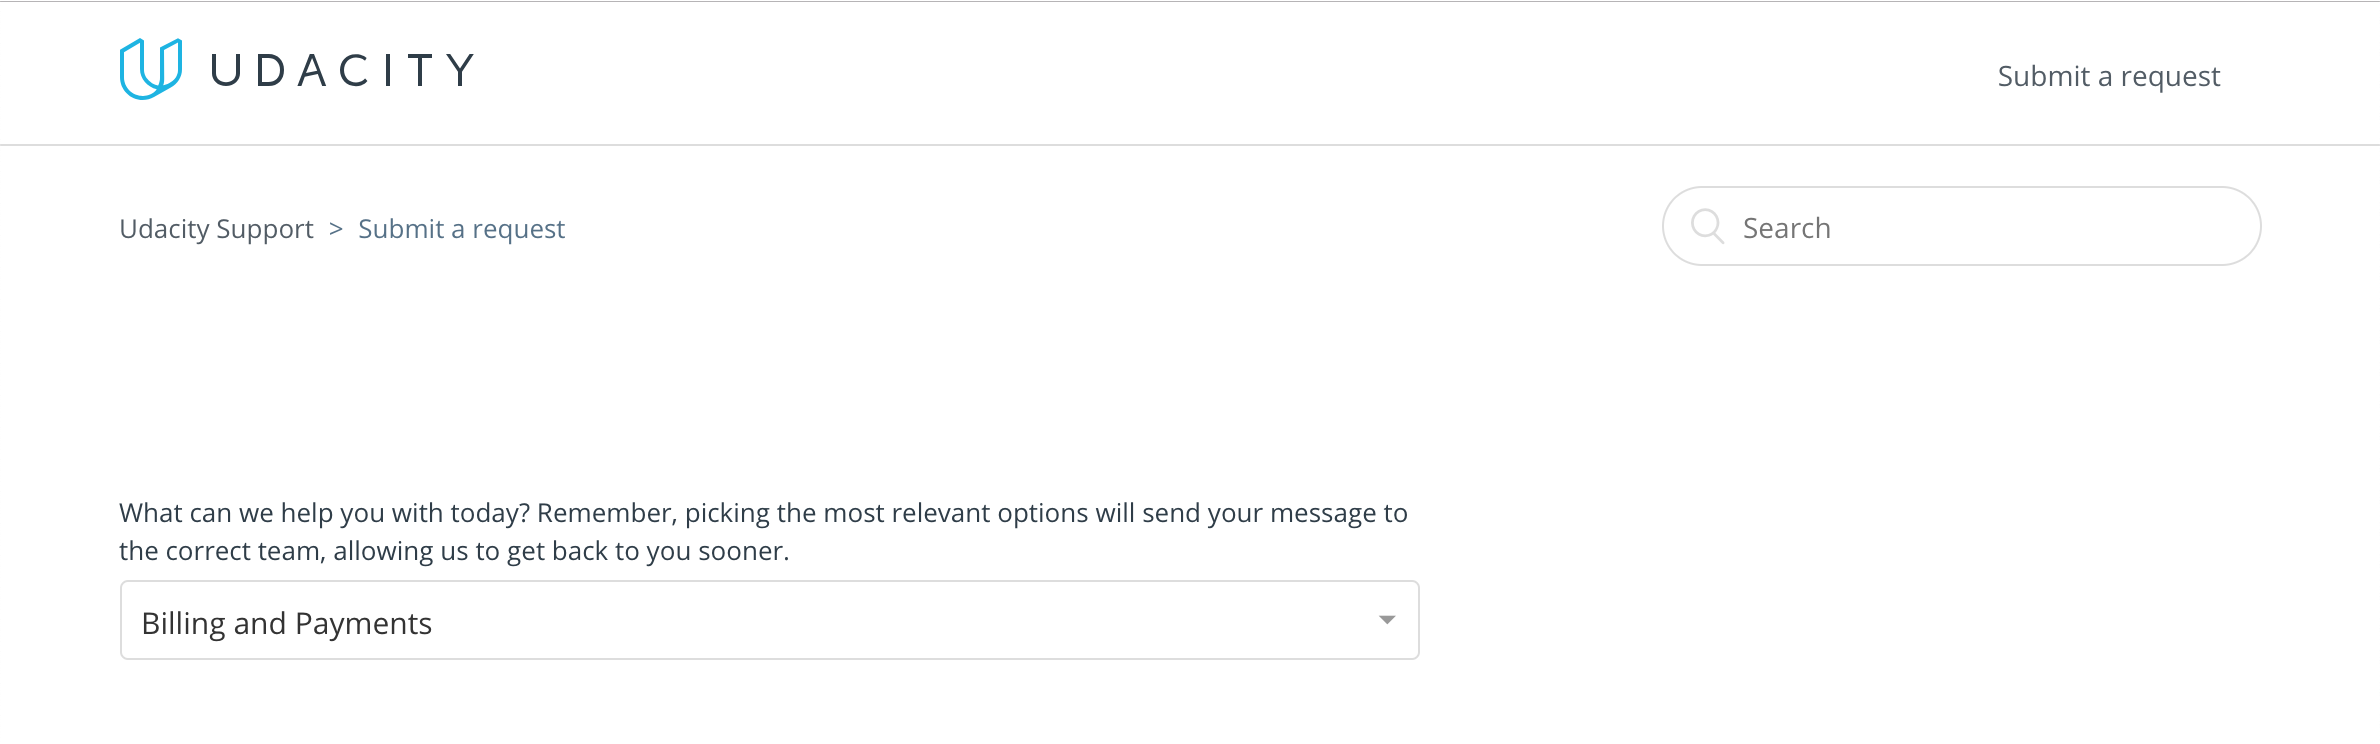 UDACITY
Submit a request
Udacity Support > Submit a request
Search
What can we help you with today? Remember, picking the most relevant options will send your message to
the correct team, allowing us to get back to you sooner.
Billing and Payments